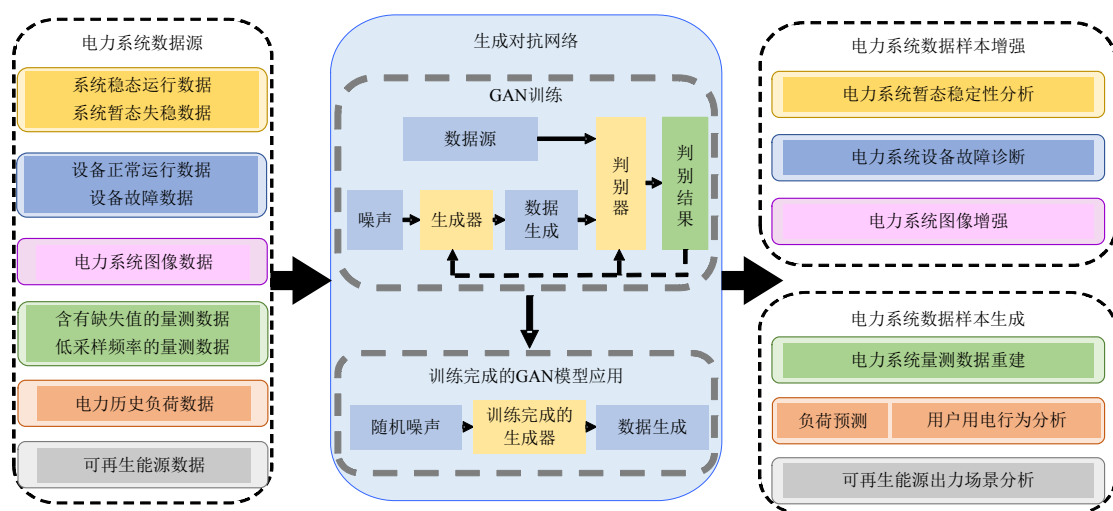 电力系统数据源
系统稳态运行数据
系统暂态失稳数据
设备正常运行数据
设备故障数据
电力系统图像数据
含有缺失值的量测数据
低采样频率的量测数据
电力历史负荷数据
可再生能源数据
生成对抗网络
GAN训练
数据源
噪声
生成器
数据
生成
判
别
器
判
别
结
果
训练完成的GAN模型应用
随机噪声
训练完成的
生成器
数据生成
电力系统数据样本增强
电力系统暂态稳定性分析
电力系统设备故障诊断
电力系统图像增强
电力系统数据样本生成
电力系统量测数据重建
负荷预测
用户用电行为分析
可再生能源出力场景分析